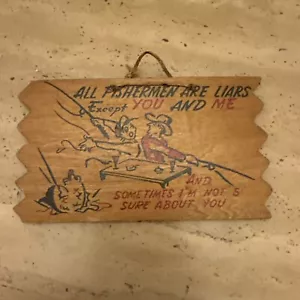 ALL FISHERMEN ARE LIARS
Except YOU AND ME
AND
SOMETIMES I'M NOT S
SURE ABOUT YOU